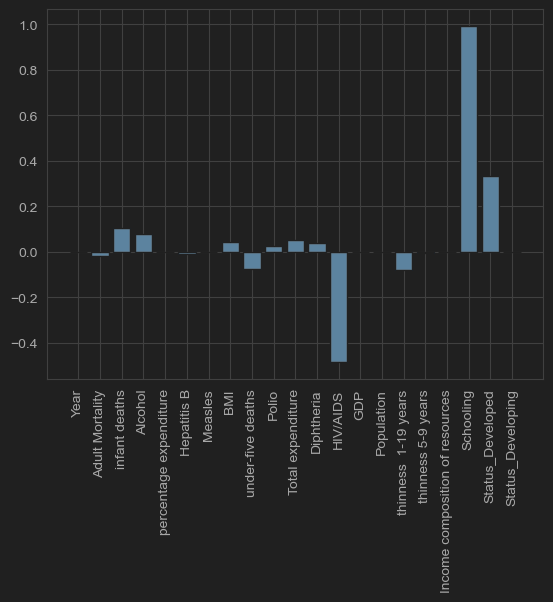 1.0
0.8
0.6
0.4
0.2
0.0
−0.2
−0.4
Year
Adult Mortality
infant deaths
Alcohol
percentage expenditure
Hepatitis B
Measles
BMI
under-five deaths
Polio
Total expenditure
Diphtheria
HIV/AIDS
GDP
Population
thinness  1-19 years
thinness 5-9 years
Income composition of resources
Schooling
Status_Developed
Status_Developing